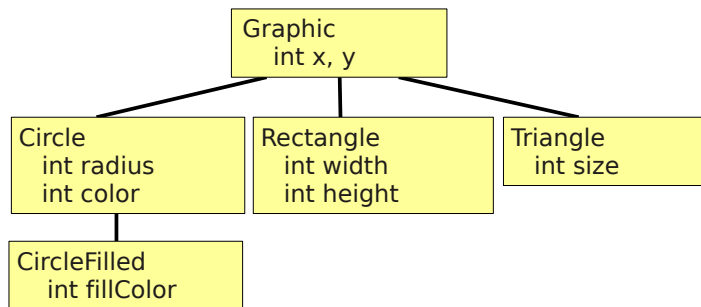 Graphic
int x, y
Circle
int radius
int color
Rectangle
int width
int height
Triangle
int size
CircleFilled
int fillColor